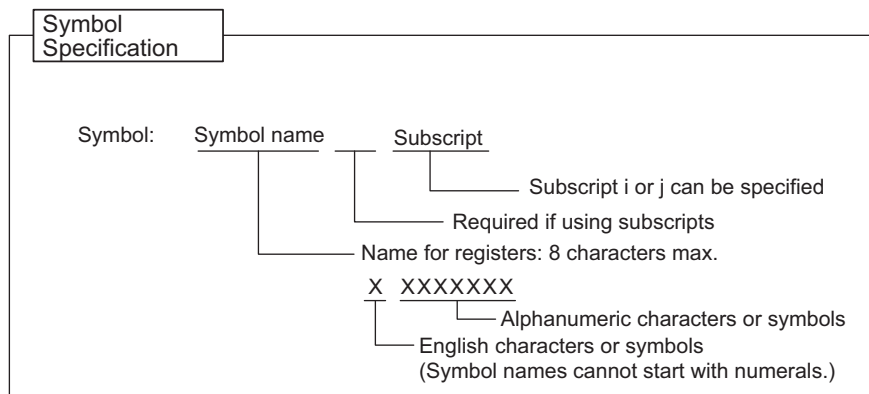 Symbol
Specification
Symbol: Symbol name Subscript
Subscript i or j can be specified
Required if using subscripts
Name for registers: 8 characters max.
X XXXXXXX
Alphanumeric characters or symbols
English characters or symbols
(Symbol names cannot start with numerals.)